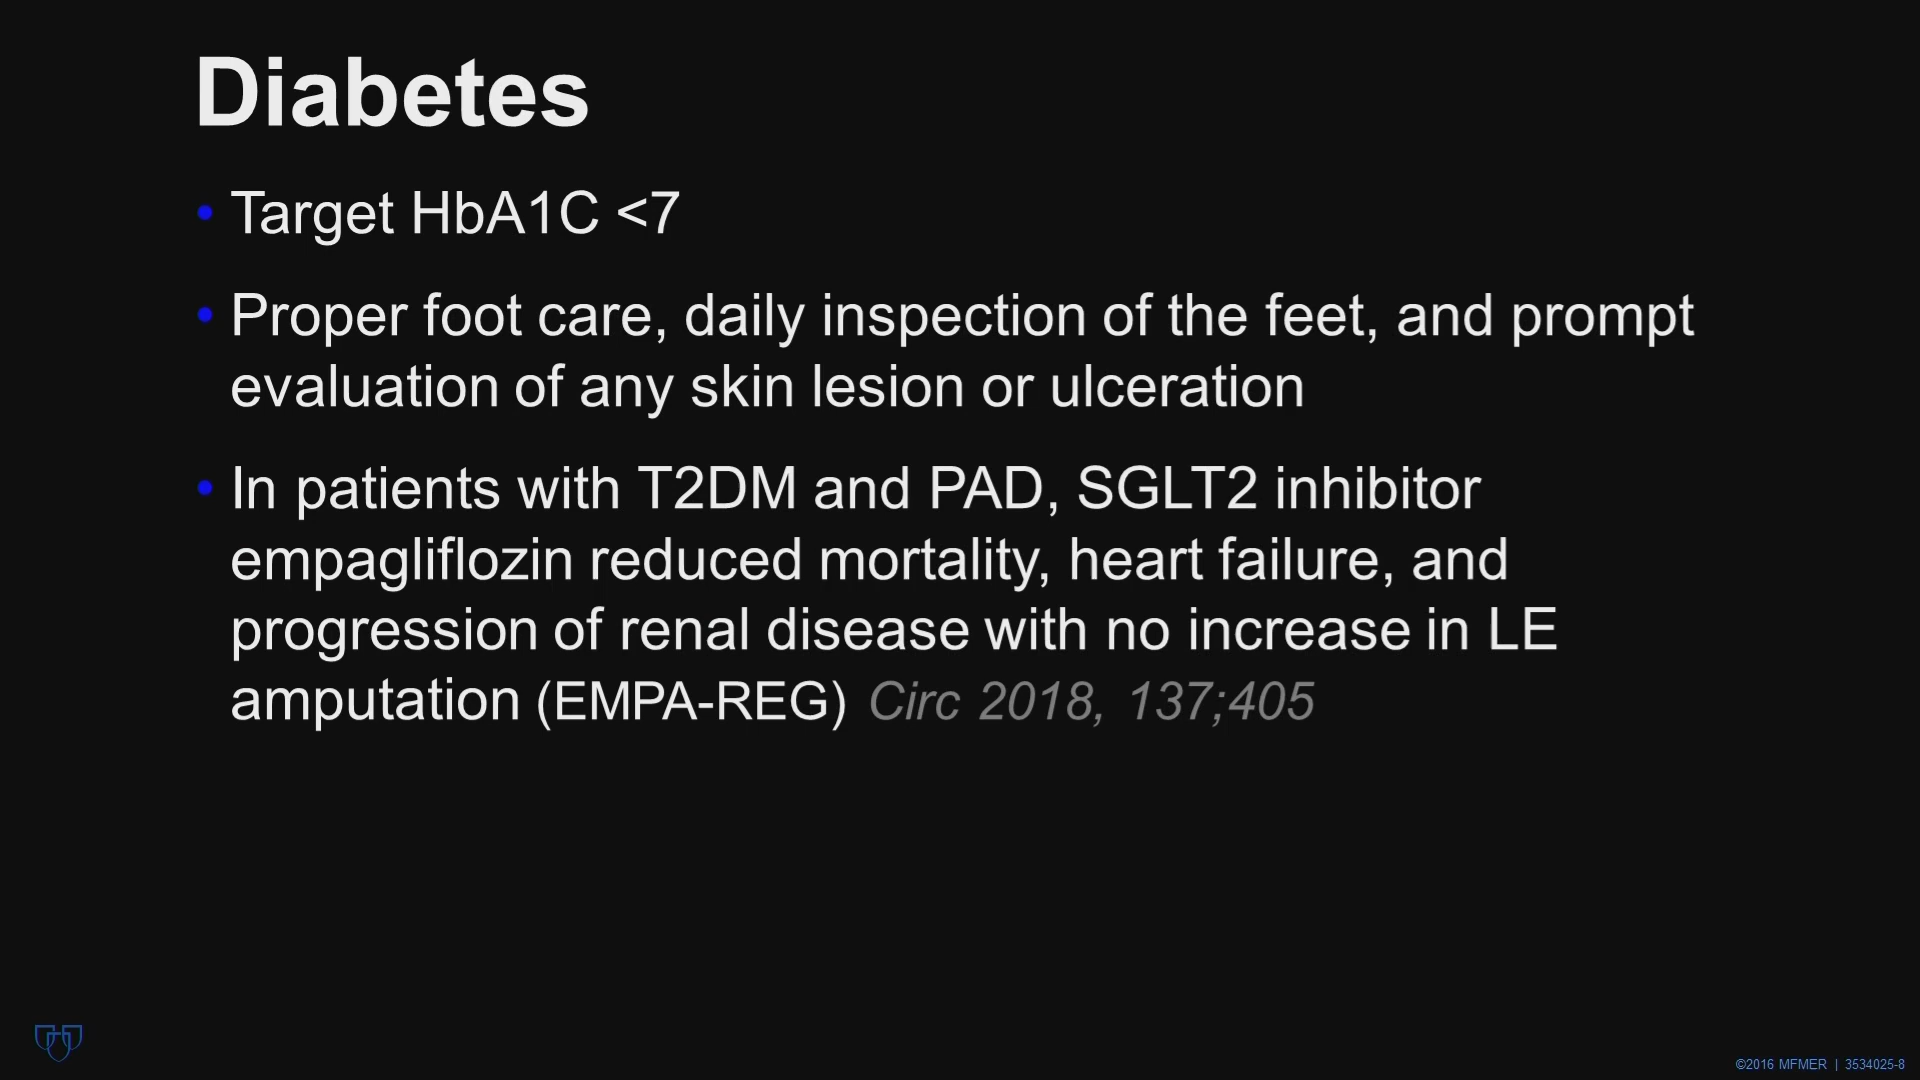 Diabetes
• Target HbA1C <7
• Proper foot care, daily inspection of the feet, and prompt
evaluation of any skin lesion or ulceration
• In patients with T2DM and PAD, SGLT2 inhibitor
empagliflozin reduced mortality, heart failure, and
progression of renal disease with no increase in LE
amputation (EMPA-REG) Circ 2018, 137;405
©2016 MFMER | 3534025-8